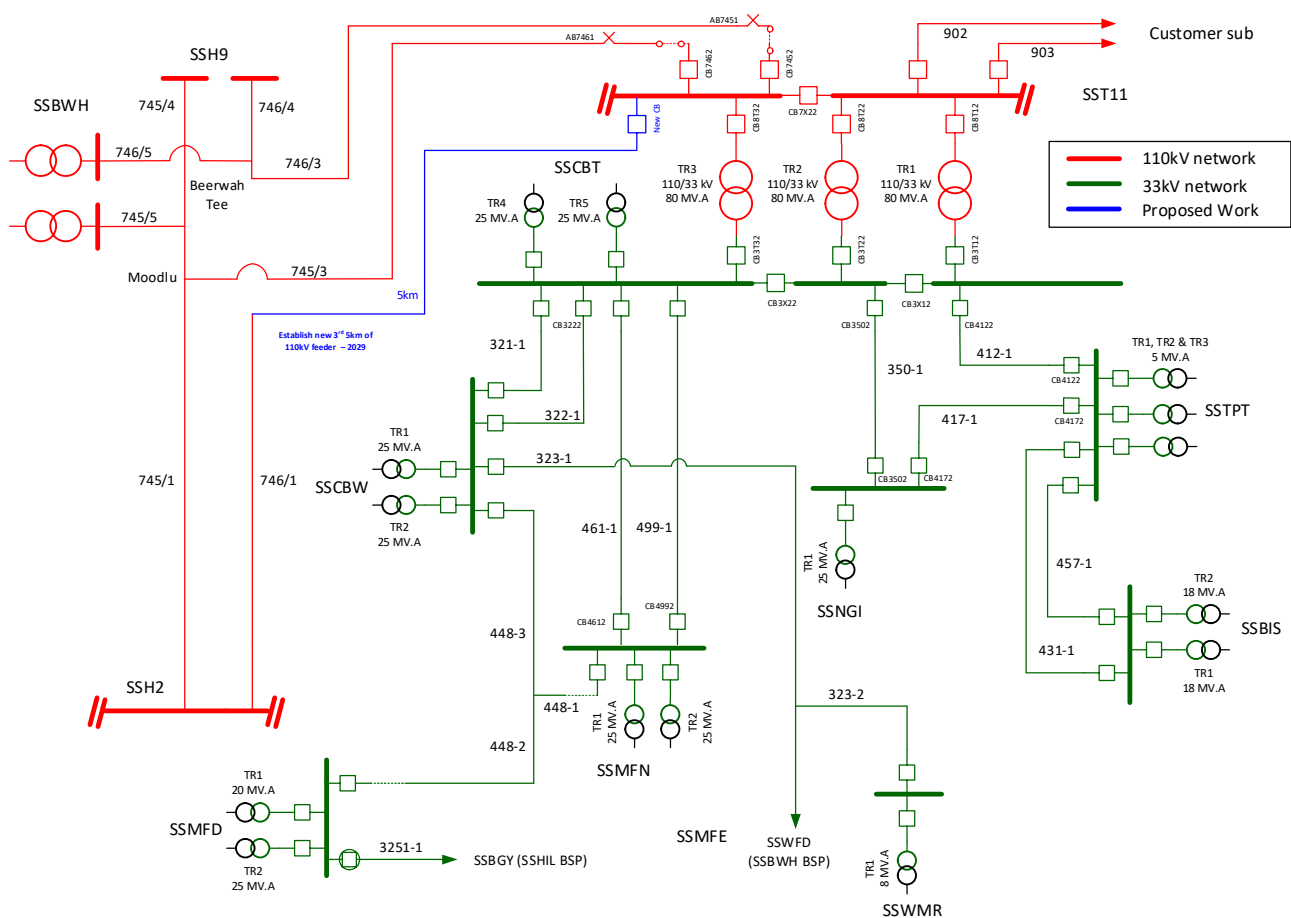 AB7451
902
Customer sub
AB7461
SSH9
CB7462
CB7452
903
SSBWH
745/4
746/4
SST11
CB7X22
New CB
CB8T32
CB8T22
CB8T12
746/5
746/3
SSCBT
110kV network
33kV network
Proposed Work
TR3
110/33 kV
80 MV.A
TR2
110/33 kV
80 MV.A
TR1
110/33 kV
80 MV.A
Beerwah
Tee
TR4
25 MV.A
TR5
25 MV.A
745/5
CB3T32
CB3T22
CB3T12
Moodlu
745/3
5km
CB3X22
CB3X12
Establish new 3rd 5km of
110kV feeder – 2029
CB3222
CB3502
CB4122
321-1
350-1
412-1
TR1, TR2 & TR3
5 MV.A
CB4122
SSTPT
322-1
417-1
CB4172
TR1
25 MV.A
323-1
SSCBW
CB3502
CB4172
TR2
25 MV.A
745/1
746/1
461-1
499-1
TR1
25 MV.A
457-1
SSNGI
TR2
18 MV.A
SSBIS
CB4612
CB4992
448-3
431-1
TR1
18 MV.A
SSH2
448-1
TR1
25 MV.A
TR2
25 MV.A
323-2
448-2
SSMFN
TR1
20 MV.A
SSMFD
SSMFE
3251-1
SSBGY (SSHIL BSP)
SSWFD
(SSBWH BSP)
TR2
25 MV.A
TR1
8 MV.A
SSWMR